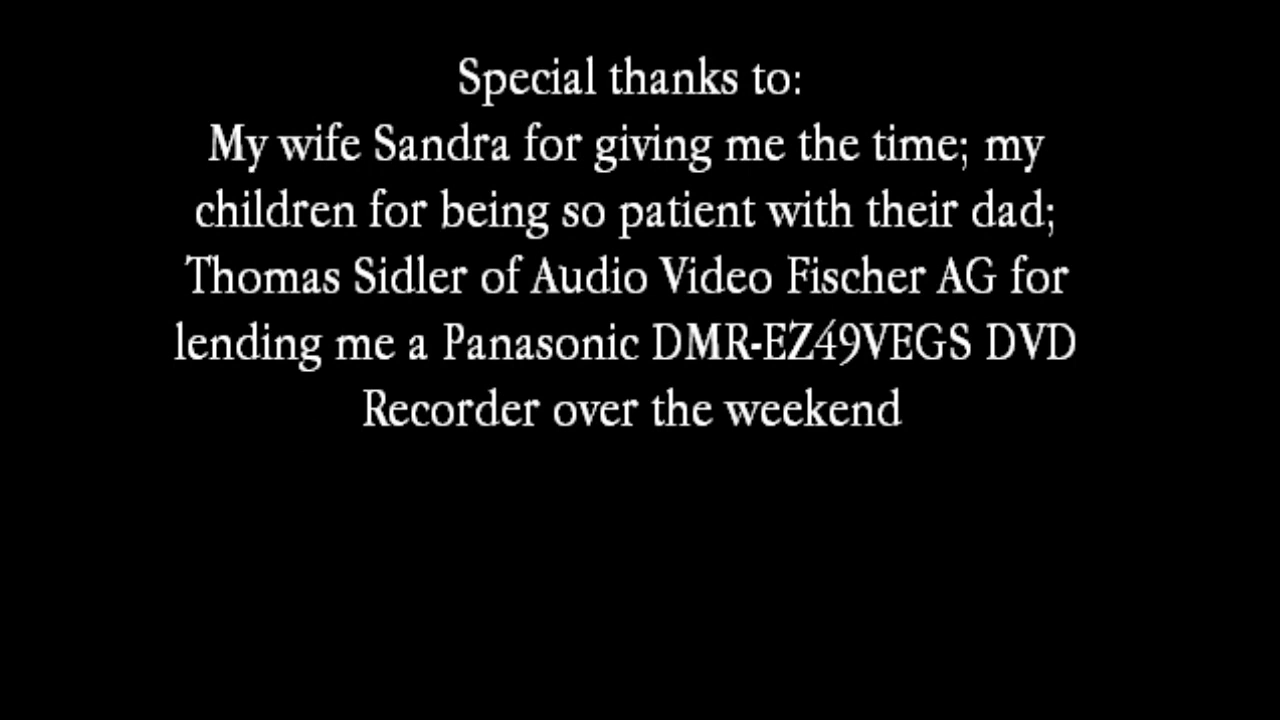 Special thanks to:
My wife Sandra for giving me the time; my
children for being so patient with their dad;
Thomas Sidler of Audio Video Fischer AG for
lending me a Panasonic DMR-EZ49VEGS DVD
Recorder over the weekend